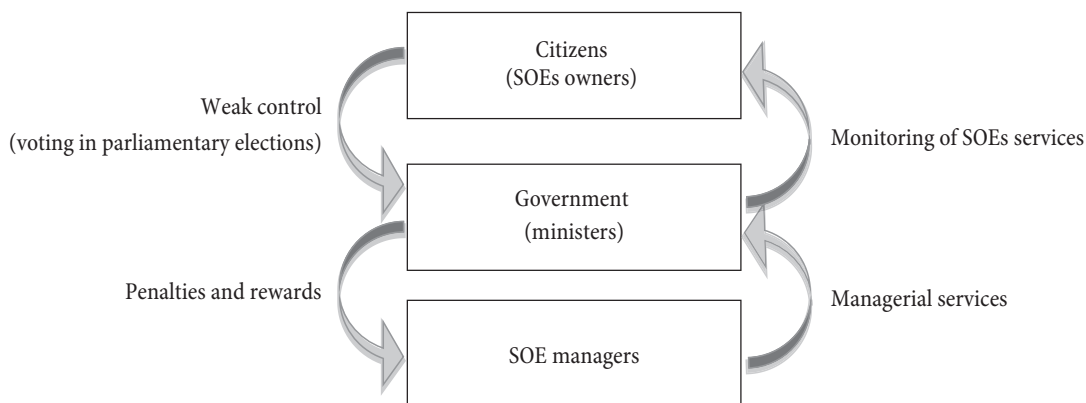 Citizens
(SOEs owners)
Weak control
(voting in parliamentary elections)
Monitoring of SOEs services
Government
(ministers)
Penalties and rewards
Managerial services
SOE managers